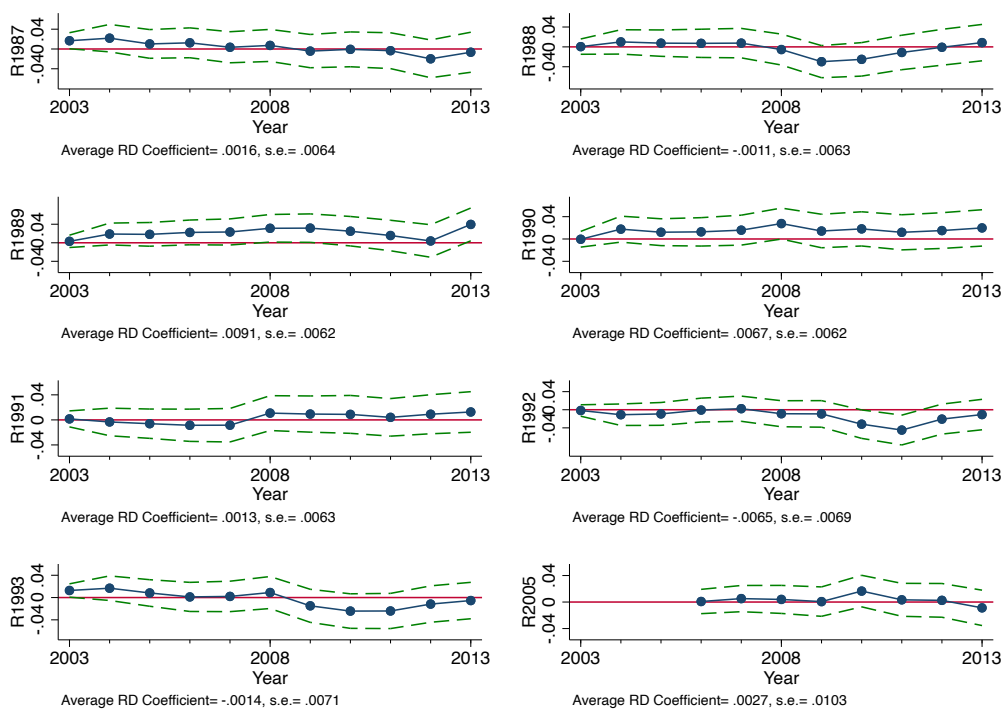 R1987
-.04 0 .04
2003 2008 2013
Year
Average RD Coefficient= .0016, s.e.= .0064
R1988
-.04 0 .04
2003 2008 2013
Year
Average RD Coefficient= -.0011, s.e.= .0063
R1989
-.04 0 .04
2003 2008 2013
Year
Average RD Coefficient= .0091, s.e.= .0062
R1990
-.04 0 .04
2003 2008 2013
Year
Average RD Coefficient= .0067, s.e.= .0062
R1991
-.04 0 .04
2003 2008 2013
Year
Average RD Coefficient= .0013, s.e.= .0063
R1992
-.04 0 .04
2003 2008 2013
Year
Average RD Coefficient= -.0065, s.e.= .0069
R1993
-.04 0 .04
2003 2008 2013
Year
Average RD Coefficient= -.0014, s.e.= .0071
R2005
-.04 0 .04
2003 2008 2013
Year
Average RD Coefficient= .0027, s.e.= .0103